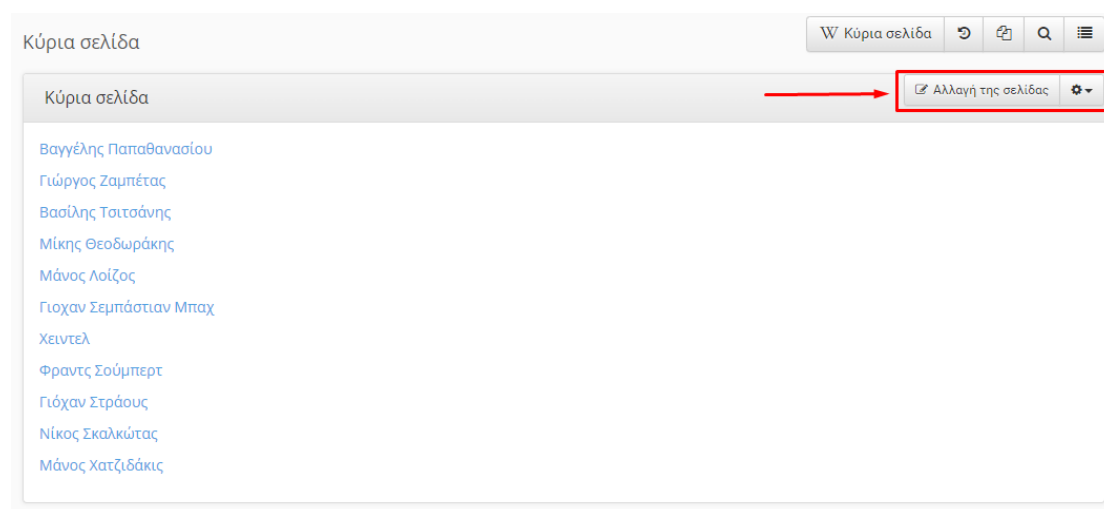 Κύρια σελίδα
W Κύρια σελίδα
Κύρια σελίδα
Αλλαγή της σελίδας
Βαγγέλης Παπαθανασίου
Γιώργος Ζαμπέτας
Βασίλης Τσιτσάνης
Μίκης Θεοδωράκης
Μάνος Λοΐζος
Γιοχαν Σεμπάστιαν Μπαχ
Χειντελ
Φραντς Σούμπερτ
Γιόχαν Στράους
Νίκος Σκαλκώτας
Μάνος Χατζιδάκις